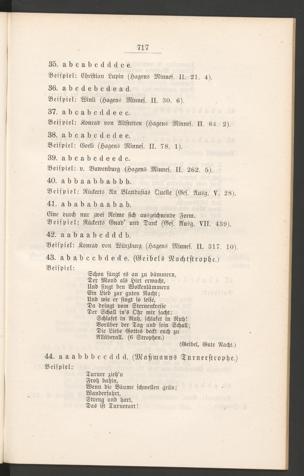 717
35. a b c a b c d d d c e e.
Beispiel: Christian Lupin (Hagens Minnes. II. 21. 4).
36. a b c d e b c d e a d.
Beispiel: Winli (Hagens Minnes. II. 30. 6).
37. a b c a b c d d e e c.
Beispiel: Konrad von Altstetten (Hagens Minnes. II. 64. 2).
38. a b c a b c d e d e c.
Beispiel: Goeli (Hagens Minnes. II. 78. 1).
39. a b c a b c d e e d c.
Beispiel: v. Buwenburg (Hagens Minnes. II. 262. 5).
40. a b b a a b b a b b b.
Beispiel: Rückerts An Blandusias Quelle (Ges. Ausg. V. 28).
41. a b a b a b a a b a b.
Eine durch nur zwei Reime sich auszeichnende Form.
Beispiel: Rückerts Gnad' und Dank (Ges. Ausg. VII. 439).
42. a a b a a b c d d d b.
Beispiel: Konrad von Würzburg (Hagens Minnes. II. 317. 10)
43. a b a b c c b d e d e. (Geibels Nachtstrophe.)
Beispiel:
Schon fängt es an zu dämmern,
Der Mond als Hirt erwacht,
Und singt den Wolkenlämmern
Ein Lied zur guten Nacht;
Und wie er singt so leise,
Da dringt vom Sternenkreise
Der Schall in's Ohr mir sacht:
Schlafet in Ruh, schlafet in Ruh!
Vorüber der Tag und sein Schall;
Die Liebe Gottes deckt euch zu
Allüberall. (6 Strophen.)
(Geibel, Gute Nacht.)
44. a a a b b b c c d d d. (Maßmanns Turnerstrophe.)
Beispiel:
Turner zieh'n
Froh dahin,
Wenn die Bäume schwellen grün;
Wanderfahrt,
Streng und hart,
Das ist Turnerart!